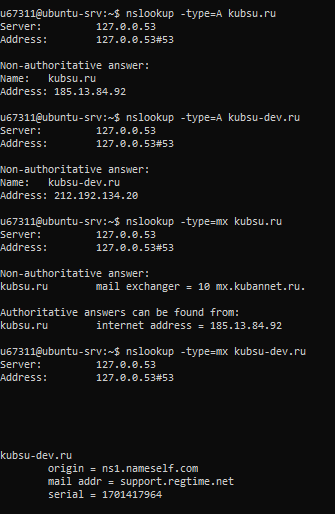 u67311@ubuntu-srv:~$ nslookup -type=A kubsu.ru
Server:         127.0.0.53
Address:        127.0.0.53#53
Non-authoritative answer:
Name:   kubsu.ru
Address: 185.13.84.92
u67311@ubuntu-srv:~$ nslookup -type=A kubsu-dev.ru
Server:         127.0.0.53
Address:        127.0.0.53#53
Non-authoritative answer:
Name:   kubsu-dev.ru
Address: 212.192.134.20
u67311@ubuntu-srv:~$ nslookup -type=mx kubsu.ru
Server:         127.0.0.53
Address:        127.0.0.53#53
Non-authoritative answer:
kubsu.ru        mail exchanger = 10 mx.kubannet.ru.
Authoritative answers can be found from:
kubsu.ru        internet address = 185.13.84.92
u67311@ubuntu-srv:~$ nslookup -type=mx kubsu-dev.ru
Server:         127.0.0.53
Address:        127.0.0.53#53
kubsu-dev.ru
        origin = ns1.nameself.com
        mail addr = support.regtime.net
        serial = 1701417964